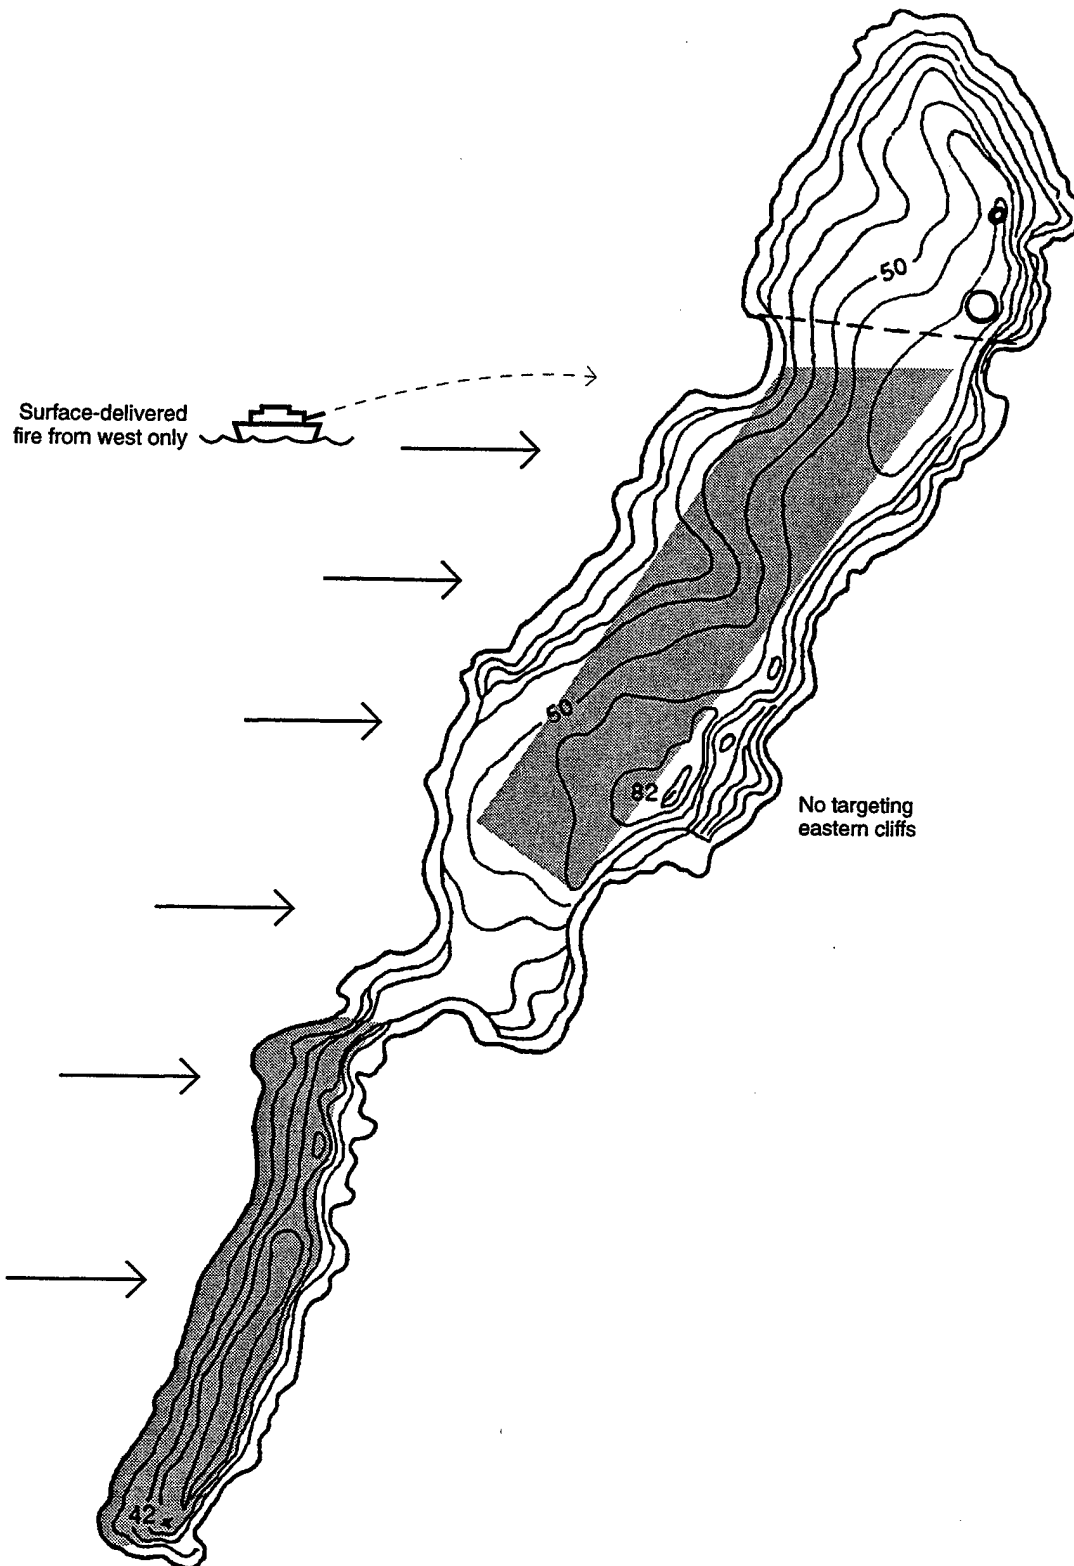 50
Surface-delivered
fire from west only
50
82
No targeting
eastern cliffs
42